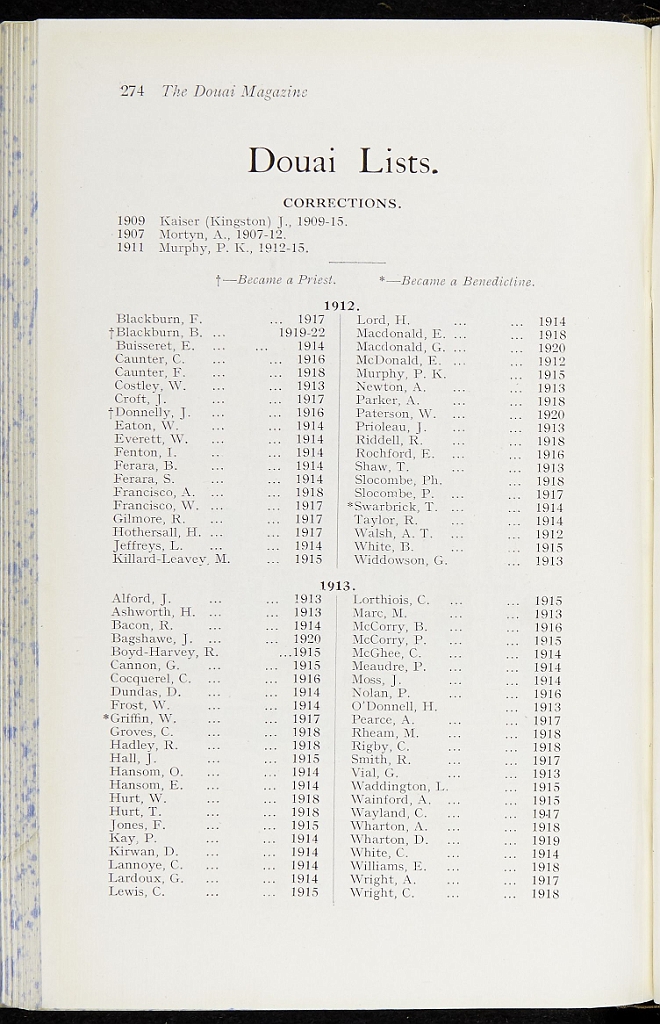 274 The Douai Magazine
Douai Lists.
CORRECTIONS.
1909 Kaiser (Kingston) J., 1909-15.
1907 Mortyn, A., 1907-12.
1911 Murphy, P. K., 1912-15.
†—Became a Priest. *—Became a Benedictine.
1912.
Blackburn, F. ... 1917
†Blackburn, B. ... 1919-22
Buisseret, E. ... ... 1914
Caunter, C. ... ... 1916
Caunter, F. ... ... 1918
Costley, W. ... ... 1913
Croft, J. ... ... 1917
†Donnelly, J. ... ... 1916
Eaton, W. ... ... 1914
Everett, W. ... ... 1914
Fenton, I. ... ... 1914
Ferara, B. ... ... 1914
Ferara, S. ... ... 1914
Francisco, A. ... ... 1918
Francisco, W. ... ... 1917
Gilmore, R. ... ... 1917
Hothersall, H. ... ... 1917
Jeffreys, L. ... ... 1914
Killard-Leavey, M. ... 1915
Lord, H. ... ... 1914
Macdonald, E. ... ... 1918
Macdonald, G. ... ... 1920
McDonald, E. ... ... 1912
Murphy, P. K. ... 1915
Newton, A. ... ... 1913
Parker, A. ... ... 1918
Paterson, W. ... ... 1920
Prioleau, J. ... ... 1913
Riddell, R. ... ... 1918
Rochford, E. ... ... 1916
Shaw, T. ... ... 1913
Slocombe, Ph. ... 1918
Slocombe, P. ... ... 1917
*Swarbrick, T. ... ... 1914
Taylor, R. ... ... 1914
Walsh, A. T. ... ... 1912
White, B. ... ... 1915
Widdowson, G. ... 1913
1913.
Alford, J. ... ... 1913
Ashworth, H. ... ... 1913
Bacon, R. ... ... 1914
Bagshawe, J. ... ... 1920
Boyd-Harvey, R. ...1915
Cannon, G. ... ... 1915
Cocquerel, C. ... ... 1916
Dundas, D. ... ... 1914
Frost, W. ... ... 1914
*Griffin, W. ... ... 1917
Groves, C. ... ... 1918
Hadley, R. ... ... 1918
Hall, J. ... ... 1915
Hansom, O. ... ... 1914
Hansom, E. ... ... 1914
Hurt, W. ... ... 1918
Hurt, T. ... ... 1918
Jones, F. ... ... 1915
Kay, P. ... ... 1914
Kirwan, D. ... ... 1914
Lannoye, C. ... ... 1914
Lardoux, G. ... ... 1914
Lewis, C. ... ... 1915
Lorthiois, C. ... ... 1915
Marc, M. ... ... 1913
McCorry, B. ... ... 1916
McCorry, P. ... ... 1915
McGhee, C. ... ... 1914
Meaudre, P. ... ... 1914
Moss, J. ... ... 1914
Nolan, P. ... ... 1916
O'Donnell, H. ... 1913
Pearce, A. ... ... 1917
Rheam, M. ... ... 1918
Rigby, C. ... ... 1918
Smith, R. ... ... 1917
Vial, G. ... ... 1913
Waddington, L. ... 1915
Wainford, A. ... ... 1915
Wayland, C. ... ... 1917
Wharton, A. ... ... 1918
Wharton, D. ... ... 1919
White, C. ... ... 1914
Williams, E. ... ... 1918
Wright, A. ... ... 1917
Wright, C. ... ... 1918